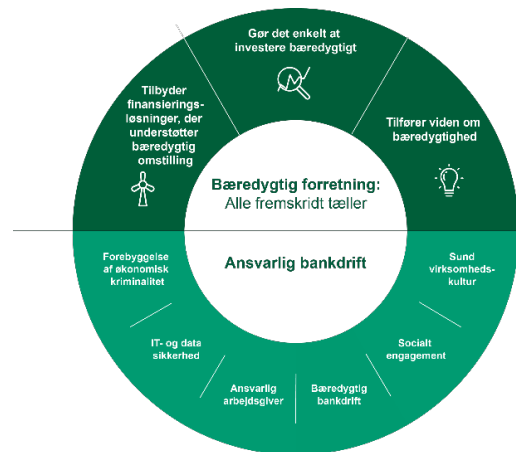 Gør det enkelt at
investere bæredygtigt
Tilbyder
finansierings-
løsninger, der
understøtter
bæredygtig
omstilling
Tilfører viden om
bæredygtighed
Bæredygtig forretning:
Alle fremskridt tæller
Ansvarlig bankdrift
Forebyggelse
af økonomisk
kriminalitet
IT- og data
sikkerhed
Ansvarlig
arbejdsgiver
Bæredygtig
bankdrift
Socialt
engagement
Sund
virksomheds-
kultur